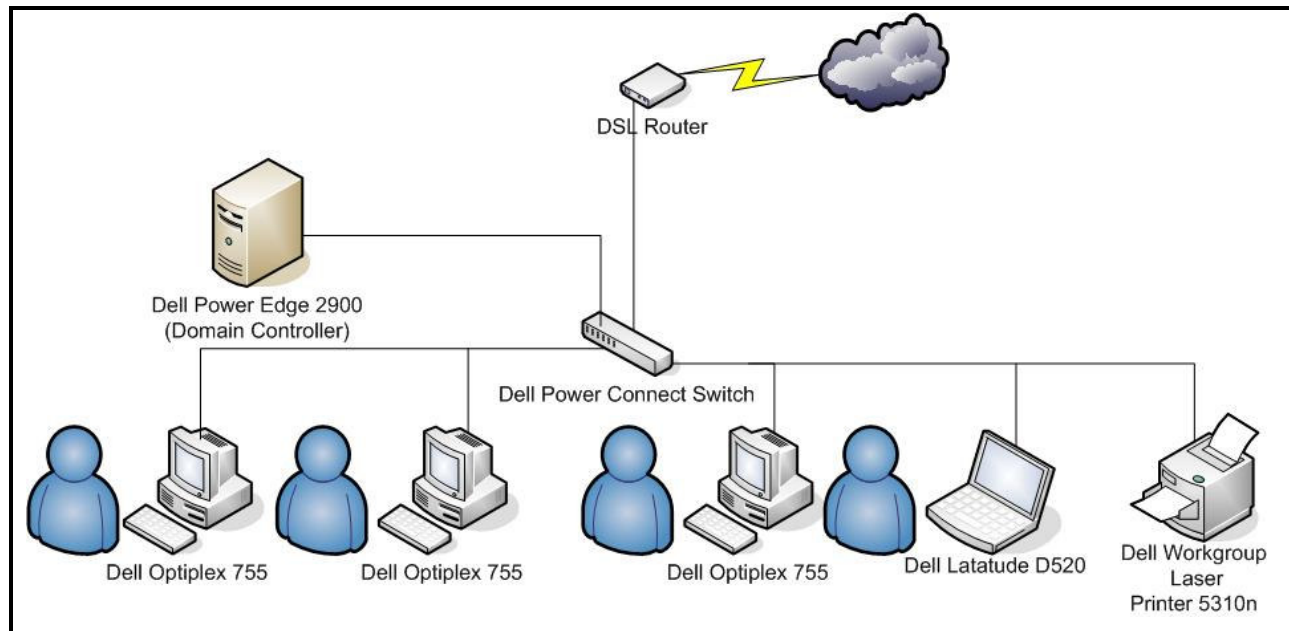 DSL Router
Dell Power Edge 2900
(Domain Controller)
Dell Power Connect Switch
Dell Optiplex 755
Dell Optiplex 755
Dell Optiplex 755
Dell Latatude D520
Dell Workgroup
Laser
Printer 5310n